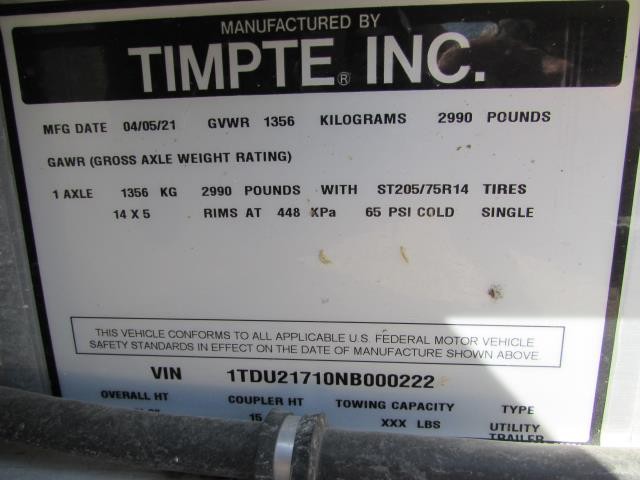 MANUFACTURED BY
TIMPTE® INC.
MFG DATE 04/05/21 GVWR 1356 KILOGRAMS 2990 POUNDS
GAWR (GROSS AXLE WEIGHT RATING)
1 AXLE 1356 KG 2990 POUNDS WITH ST205/75R14 TIRES
14 X 5 RIMS AT 448 KPa 65 PSI COLD SINGLE
THIS VEHICLE CONFORMS TO ALL APPLICABLE U.S. FEDERAL MOTOR VEHICLE
SAFETY STANDARDS IN EFFECT ON THE DATE OF MANUFACTURE SHOWN ABOVE.
VIN 1TDU21710NB000222
OVERALL HT COUPLER HT TOWING CAPACITY TYPE
15 XXX LBS UTILITY
TRAILER